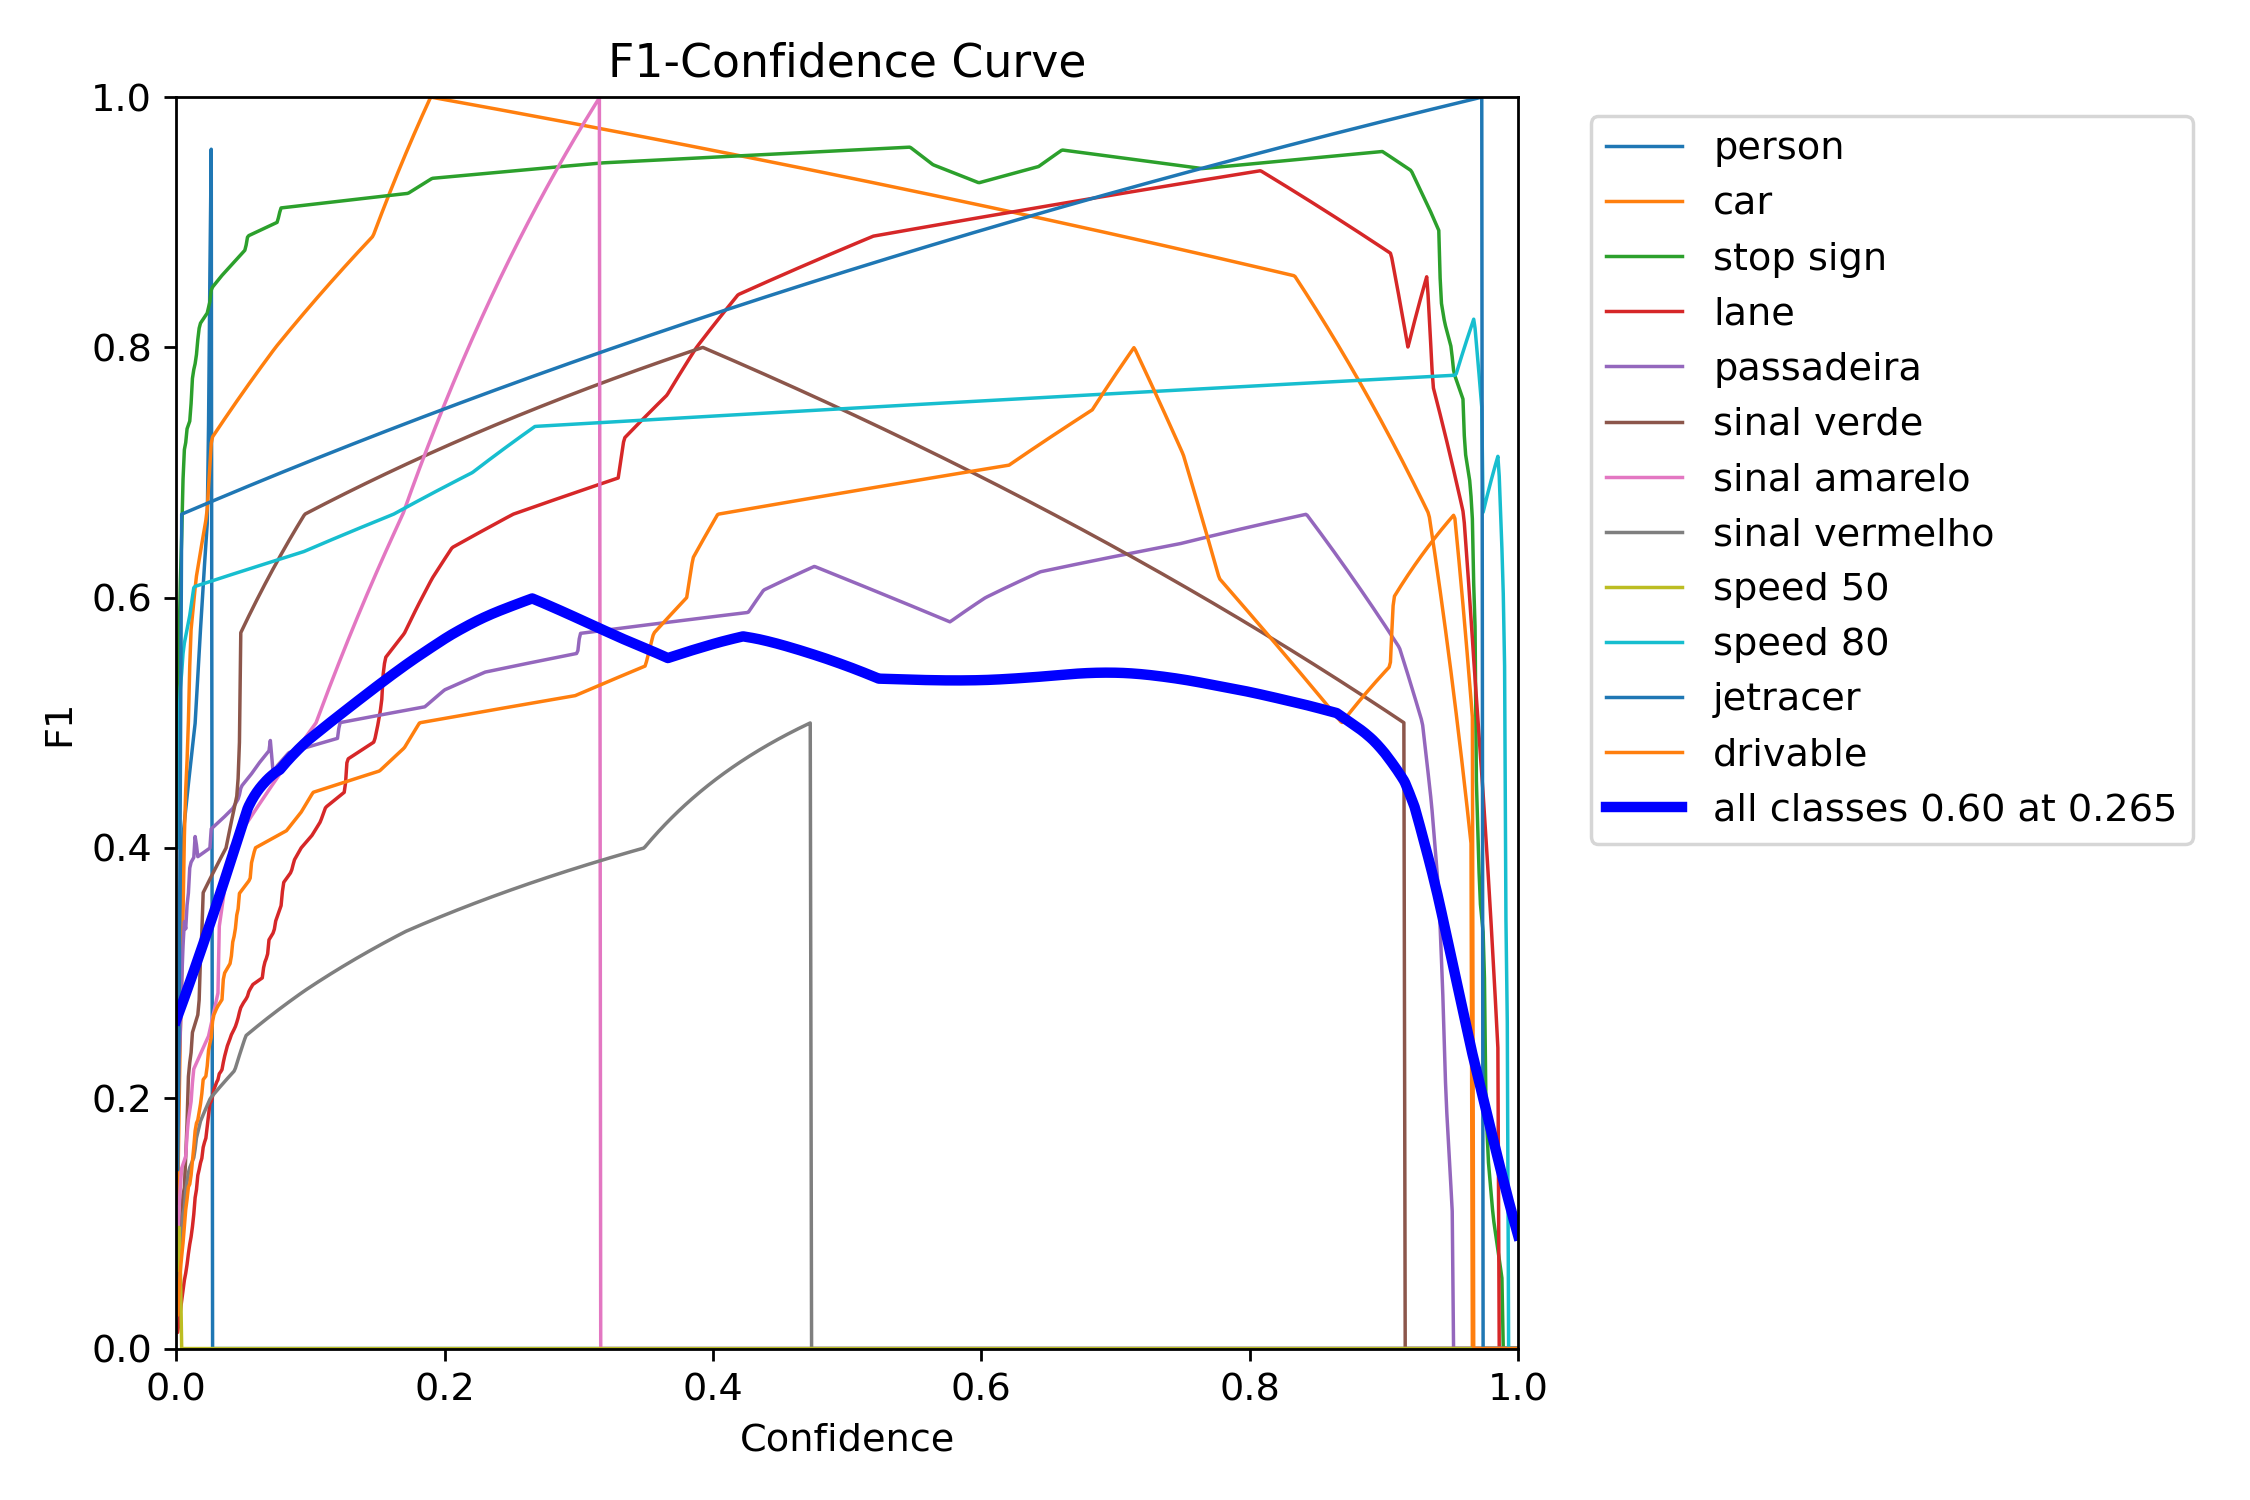 F1-Confidence Curve
1.0
0.8
0.6
0.4
0.2
0.0
F1
0.0 0.2 0.4 0.6 0.8 1.0
Confidence
person
car
stop sign
lane
passadeira
sinal verde
sinal amarelo
sinal vermelho
speed 50
speed 80
jetracer
drivable
all classes 0.60 at 0.265